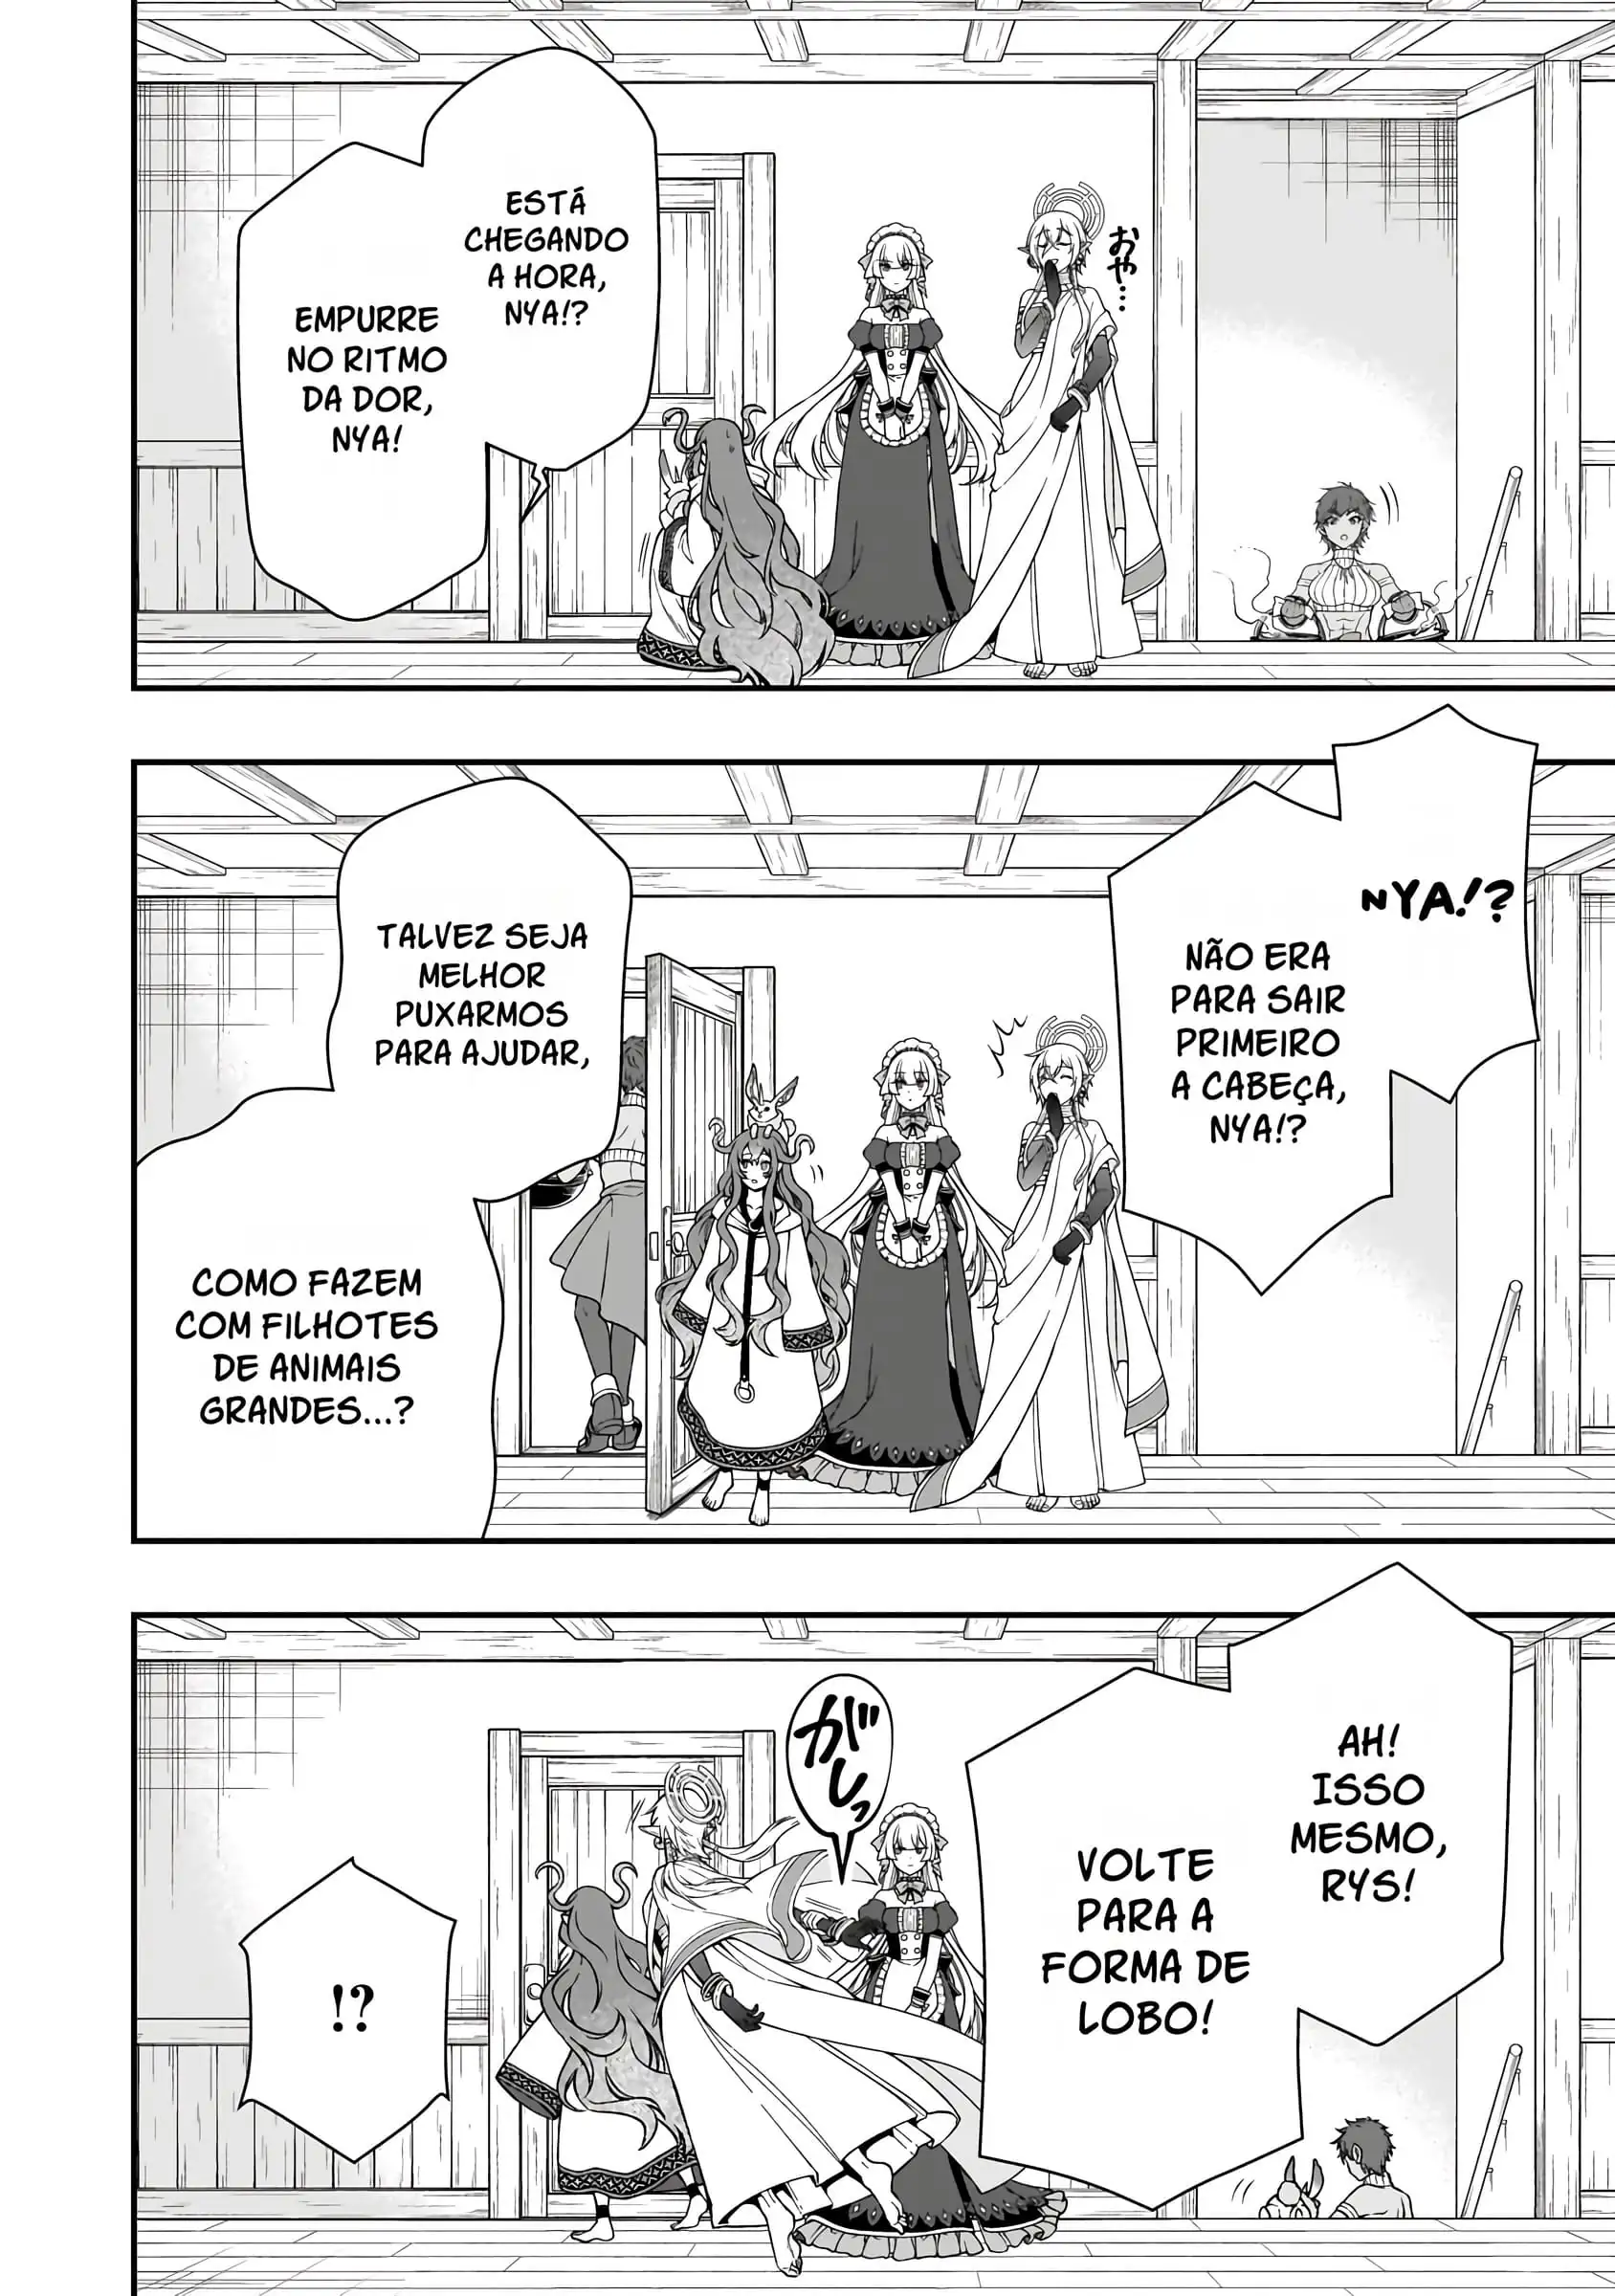 おや…
ESTÁ
CHEGANDO
A HORA,
NYA!?
EMPURRE
NO RITMO
DA DOR,
NYA!
NYA!?
NÃO ERA
PARA SAIR
PRIMEIRO
A CABEÇA,
NYA!?
TALVEZ SEJA
MELHOR
PUXARMOS
PARA AJUDAR,
COMO FAZEM
COM FILHOTES
DE ANIMAIS
GRANDES...?
AH!
ISSO
MESMO,
RYS!
VOLTE
PARA A
FORMA DE
LOBO!
がしっ
!?